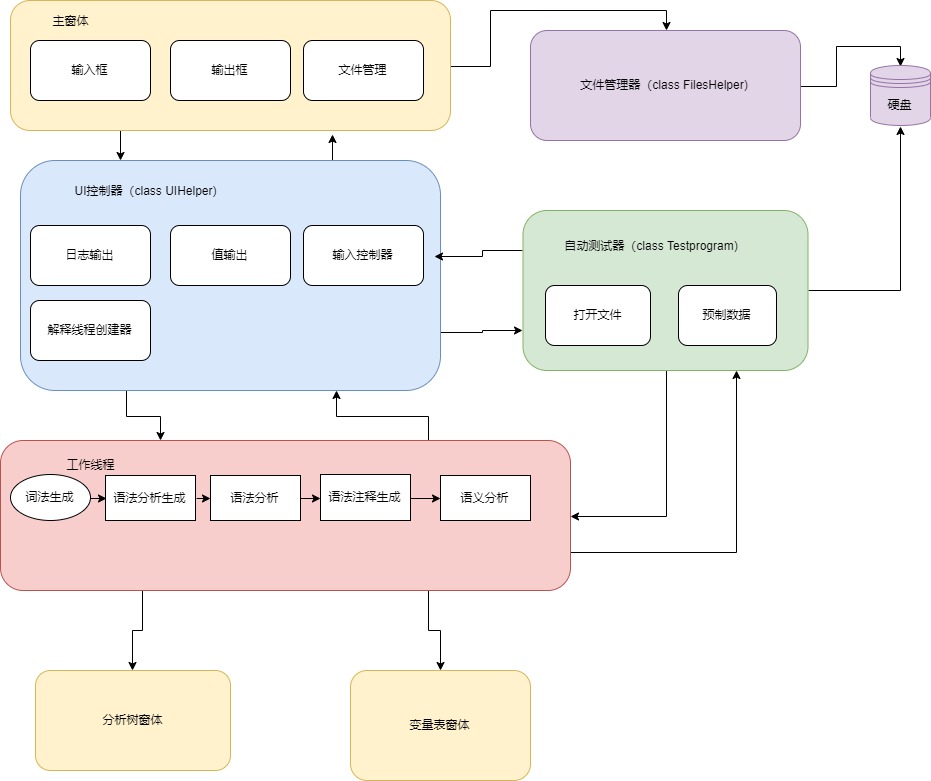 主窗体
输入框
输出框
文件管理
文件管理器（class FilesHelper）
硬盘
UI控制器（class UIHelper）
日志输出
值输出
输入控制器
解释线程创建器
自动测试器（class Testprogram）
打开文件
预制数据
工作线程
词法生成
语法分析生成
语法分析
语法注释生成
语义分析
分析树窗体
变量表窗体